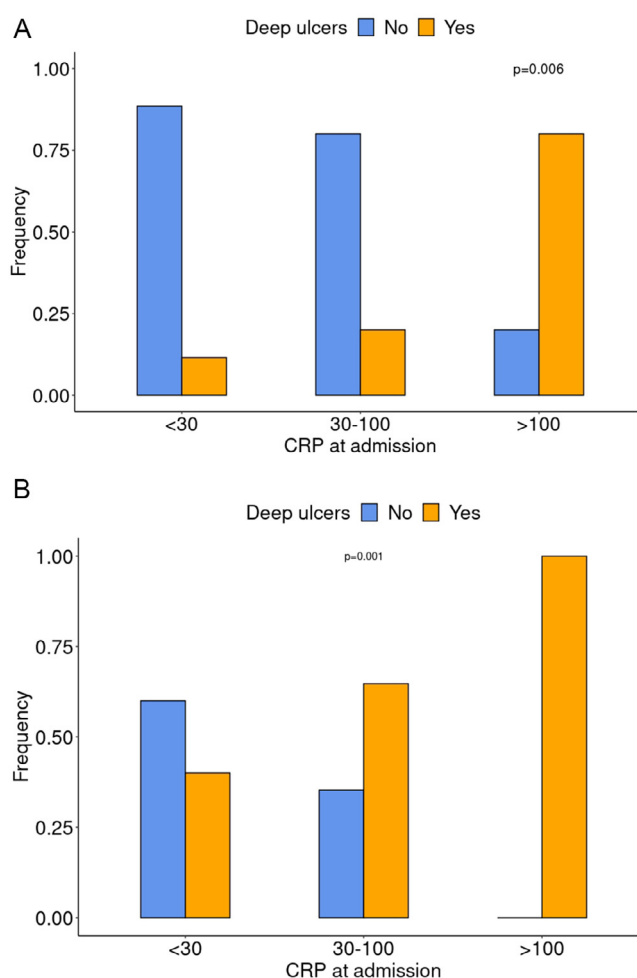 A
Deep ulcers No Yes
1.00
p=0.006
0.75
0.50
0.25
0.00
Frequency
<30 30-100 >100
CRP at admission
B
Deep ulcers No Yes
1.00
p=0.001
0.75
0.50
0.25
0.00
Frequency
<30 30-100 >100
CRP at admission